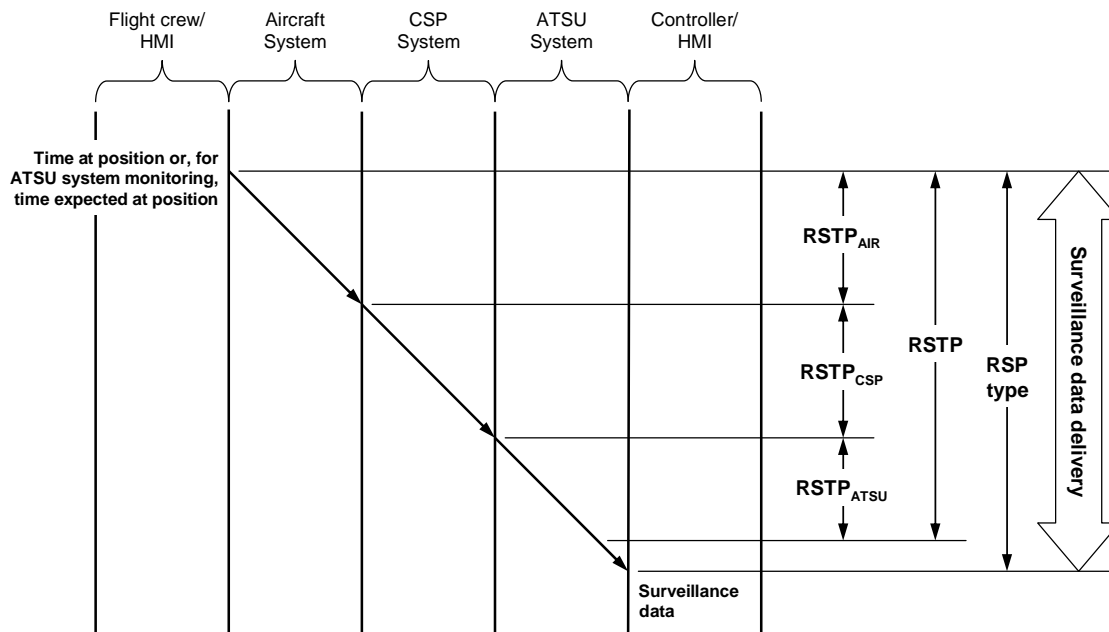 Flight crew/
HMI
Aircraft
System
CSP
System
ATSU
System
Controller/
HMI
Time at position or, for
ATSU system monitoring,
time expected at position
RSTPAIR
RSTPCSP
RSTPATSU
RSTP
RSP
type
Surveillance data delivery
Surveillance
data